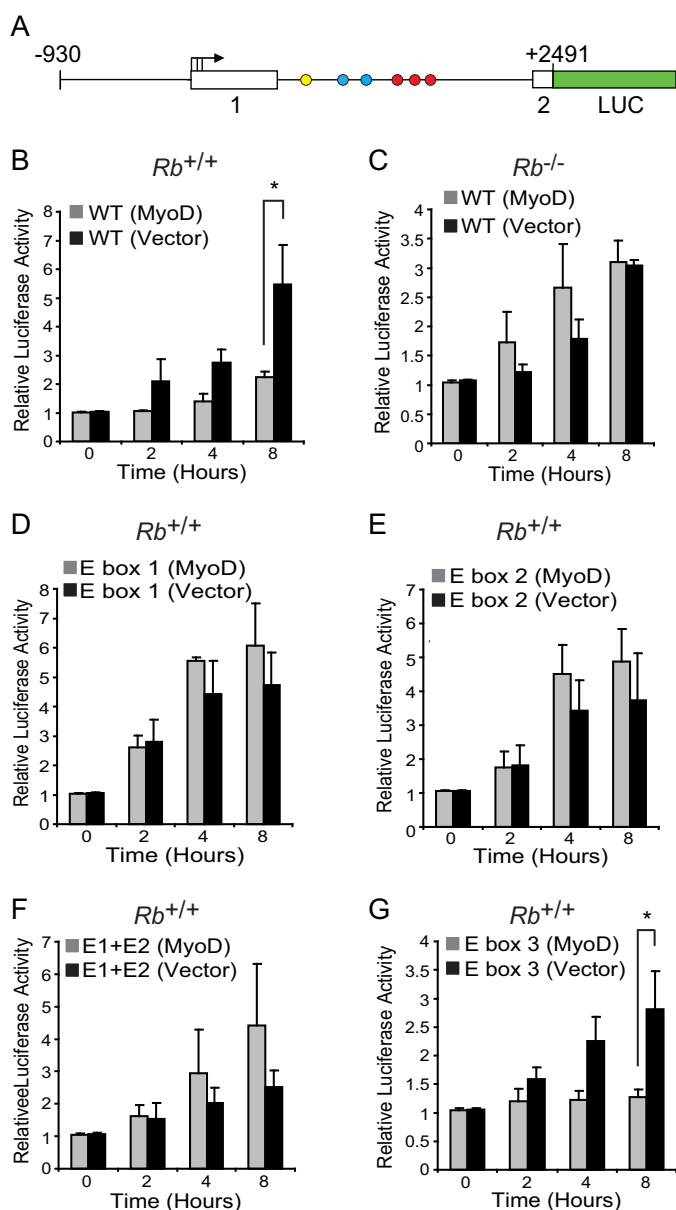 A
-930
+2491
1
2
LUC
B
Rb+/+
WT (MyoD)
WT (Vector)
*
Relative Luciferase Activity
8
7
6
5
4
3
2
1
0
0 2 4 8
Time (Hours)
C
Rb-/-
WT (MyoD)
WT (Vector)
Relative Luciferase Activity
4
3.5
3
2.5
2
1.5
1
0.5
0 2 4 8
Time (Hours)
D
Rb+/+
E box 1 (MyoD)
E box 1 (Vector)
Relative Luciferase Activity
8
7
6
5
4
3
2
1
0
0 2 4 8
Time (Hours)
E
Rb+/+
E box 2 (MyoD)
E box 2 (Vector)
Relative Luciferase Activity
7
6
5
4
3
2
1
0
0 2 4 8
Time (Hours)
F
Rb+/+
E1+E2 (MyoD)
E1+E2 (Vector)
RelativeeLuciferase Activity
7
6
5
4
3
2
1
0
0 2 4 8
Time (Hours)
G
Rb+/+
E box 3 (MyoD)
E box 3 (Vector)
*
Relative Luciferase Activity
4
3.5
3
2.5
2
1.5
1
0.5
0 2 4 8
Time (Hours)